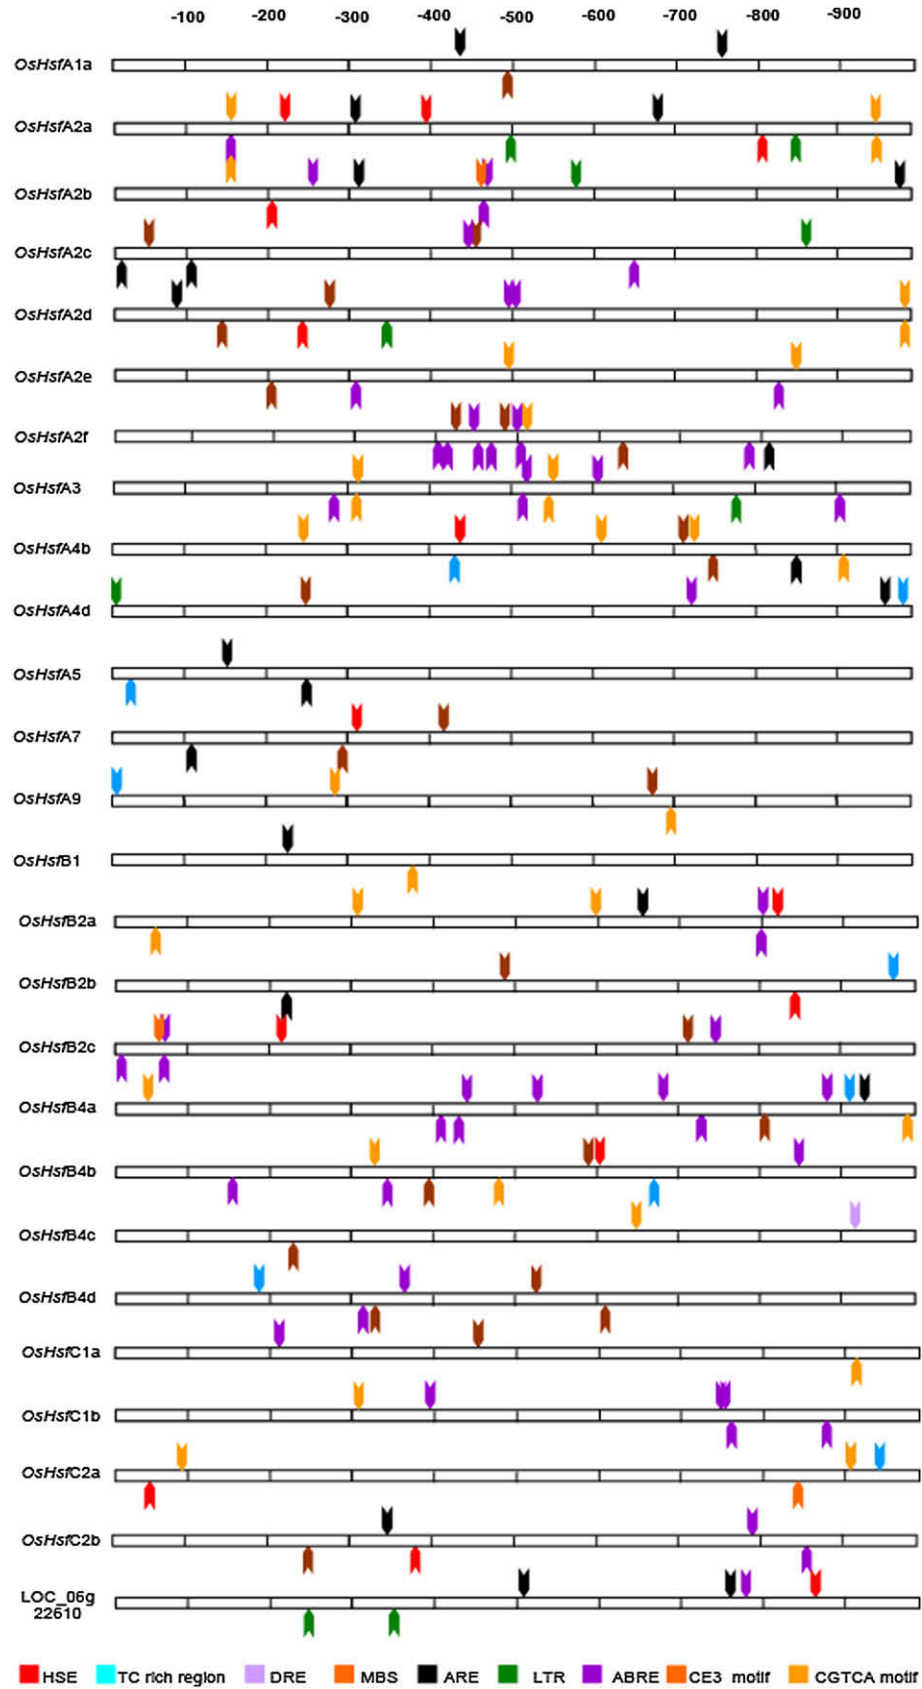 -100 -200 -300 -400 -500 -600 -700 -800 -900
OsHsfA1a
OsHsfA2a
OsHsfA2b
OsHsfA2c
OsHsfA2d
OsHsfA2e
OsHsfA2f
OsHsfA3
OsHsfA4b
OsHsfA4d
OsHsfA5
OsHsfA7
OsHsfA9
OsHsfB1
OsHsfB2a
OsHsfB2b
OsHsfB2c
OsHsfB4a
OsHsfB4b
OsHsfB4c
OsHsfB4d
OsHsfC1a
OsHsfC1b
OsHsfC2a
OsHsfC2b
LOC_06g
22610
HSE TC rich region DRE MBS ARE LTR ABRE CE3 motif CGTCA motif